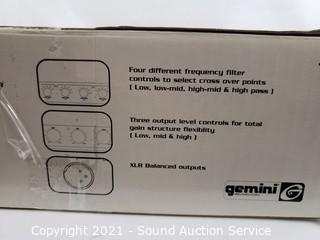 Four different frequency filter
controls to select cross over points
[ Low, low-mid, high-mid & high pass ]
Three output level controls for total
gain structure flexiblity
( Low, mid & high )
XLR Balanced outputs
gemini
Copyright 2021 - Sound Auction Service